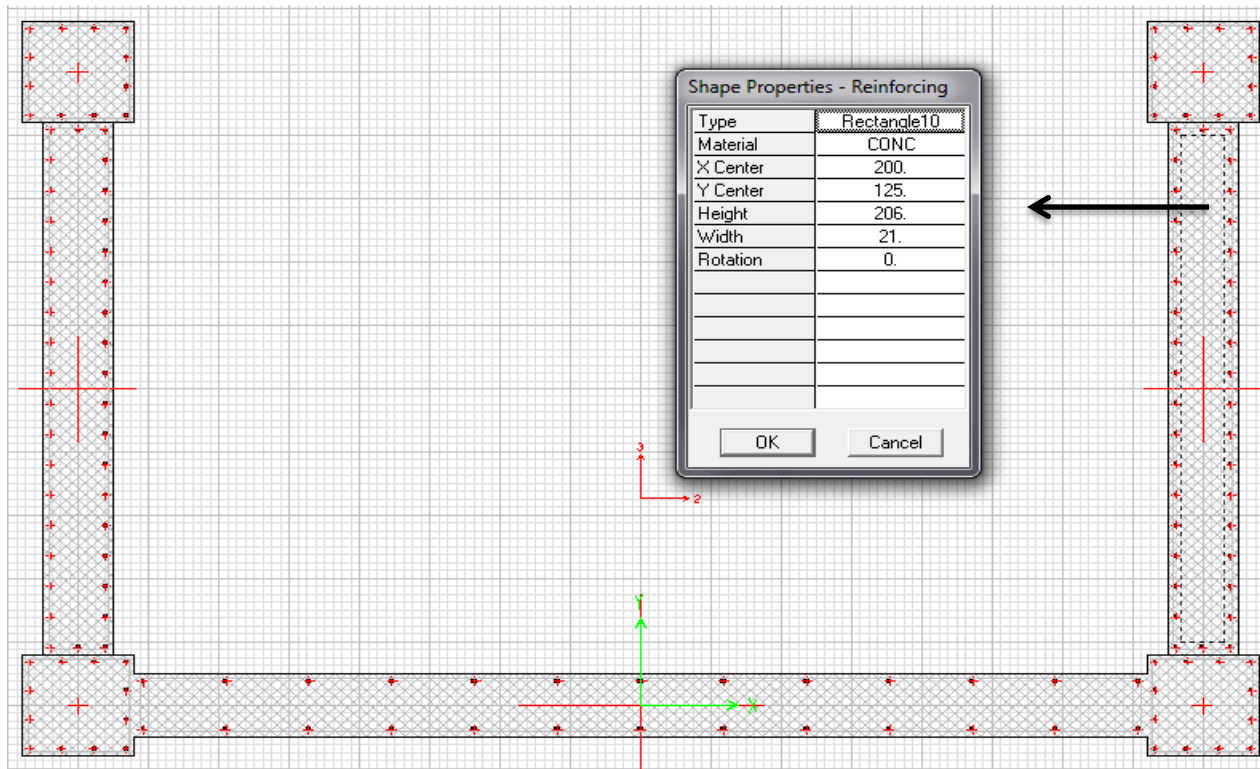 Shape Properties - Reinforcing
Type Rectangle10
Material CONC
X Center 200.
Y Center 125.
Height 206.
Width 21.
Rotation 0.
OK Cancel
3
2
Y
X